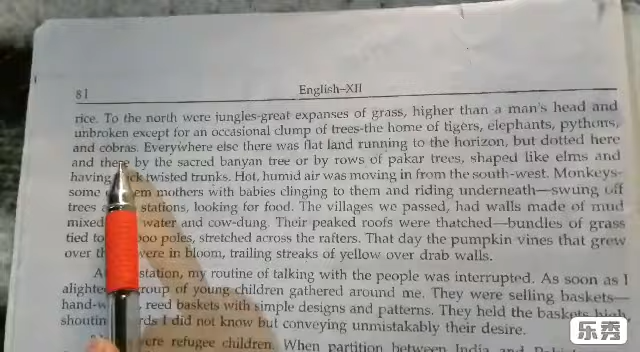 81
English–XII
rice. To the north were jungles-great expanses of grass, higher than a man's head and
unbroken except for an occasional clump of trees-the home of tigers, elephants, pythons,
and cobras. Everywhere else there was flat land running to the horizon, but dotted here
and there by the sacred banyan tree or by rows of pakar trees, shaped like elms and
having twisted trunks. Hot, humid air was moving in from the south-west. Monkeys-
some mothers with babies clinging to them and riding underneath—swung off
trees stations, looking for food. The villages we passed, had walls made of mud
mixed water and cow-dung. Their peaked roofs were thatched—bundles of grass
tied to poles, stretched across the rafters. That day the pumpkin vines that grew
over were in bloom, trailing streaks of yellow over drab walls.
station, my routine of talking with the people was interrupted. As soon as I
alighted group of young children gathered around me. They were selling baskets—
reed baskets with simple designs and patterns. They held the baskets high,
I did not know but conveying unmistakably their desire.
were refugee children. When partition between India and
乐秀